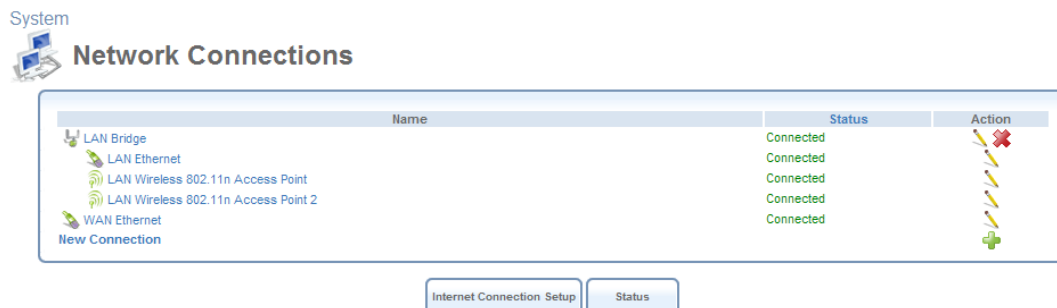 System
Network Connections
Name Status Action
LAN Bridge Connected
LAN Ethernet Connected
LAN Wireless 802.11n Access Point Connected
LAN Wireless 802.11n Access Point 2 Connected
WAN Ethernet Connected
New Connection
Internet Connection Setup Status